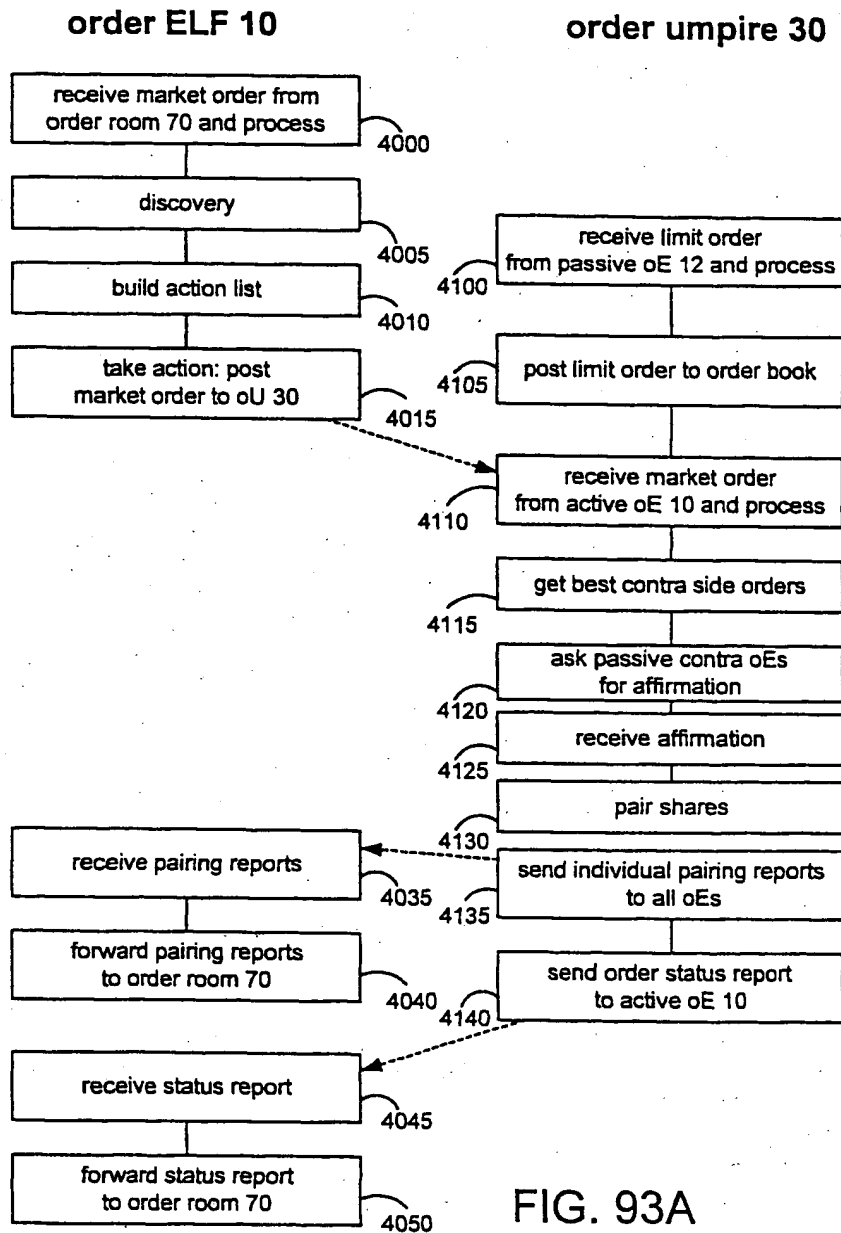 order ELF 10
receive market order from
order room 70 and process
4000
discovery
4005
build action list
4010
take action: post
market order to oU 30
4015
receive pairing reports
4035
forward pairing reports
to order room 70
4040
receive status report
4045
forward status report
to order room 70
4050
order umpire 30
receive limit order
from passive oE 12 and process
4100
post limit order to order book
4105
receive market order
from active oE 10 and process
4110
get best contra side orders
4115
ask passive contra oEs
for affirmation
4120
receive affirmation
4125
pair shares
4130
send individual pairing reports
to all oEs
4135
send order status report
to active oE 10
4140
FIG. 93A